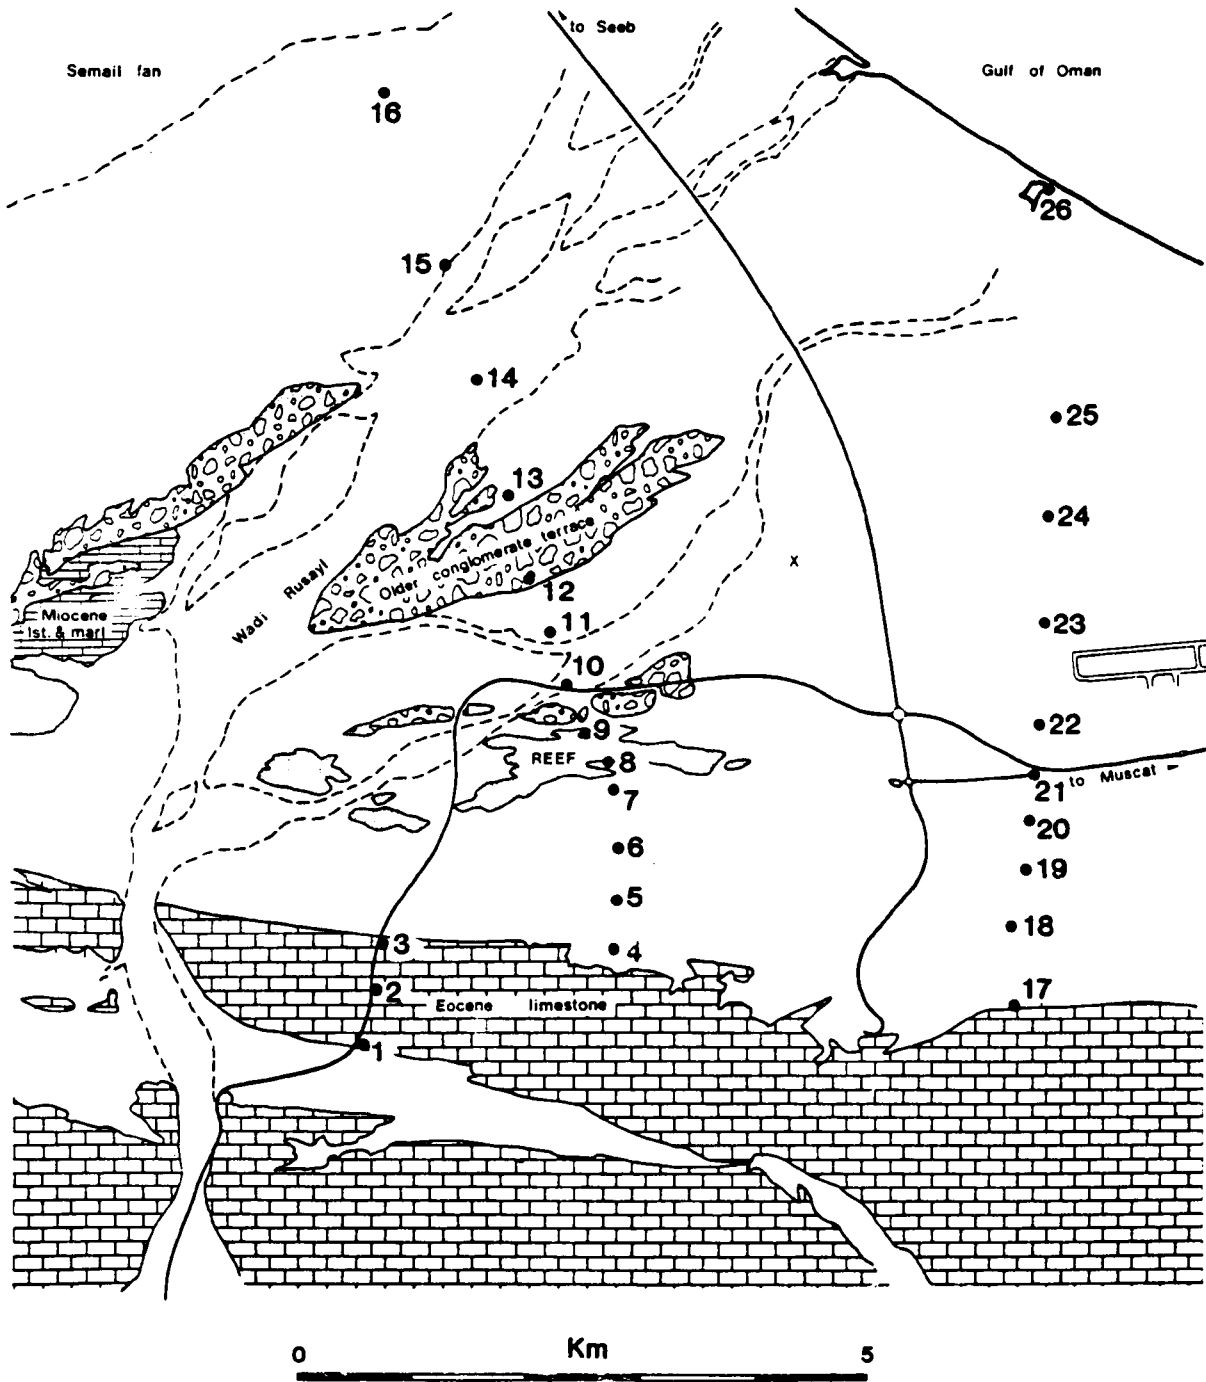 to Seeb
Semail fan
Gulf of Oman
16
26
15
14
25
13
24
Older conglomerate terrace
x
12
Wadi Rusayl
Miocene
lst. & marl
11
23
10
9
22
REEF
8
to Muscat
7
21
20
6
19
5
18
3
4
2
17
Eocene limestone
1
Km
0
5